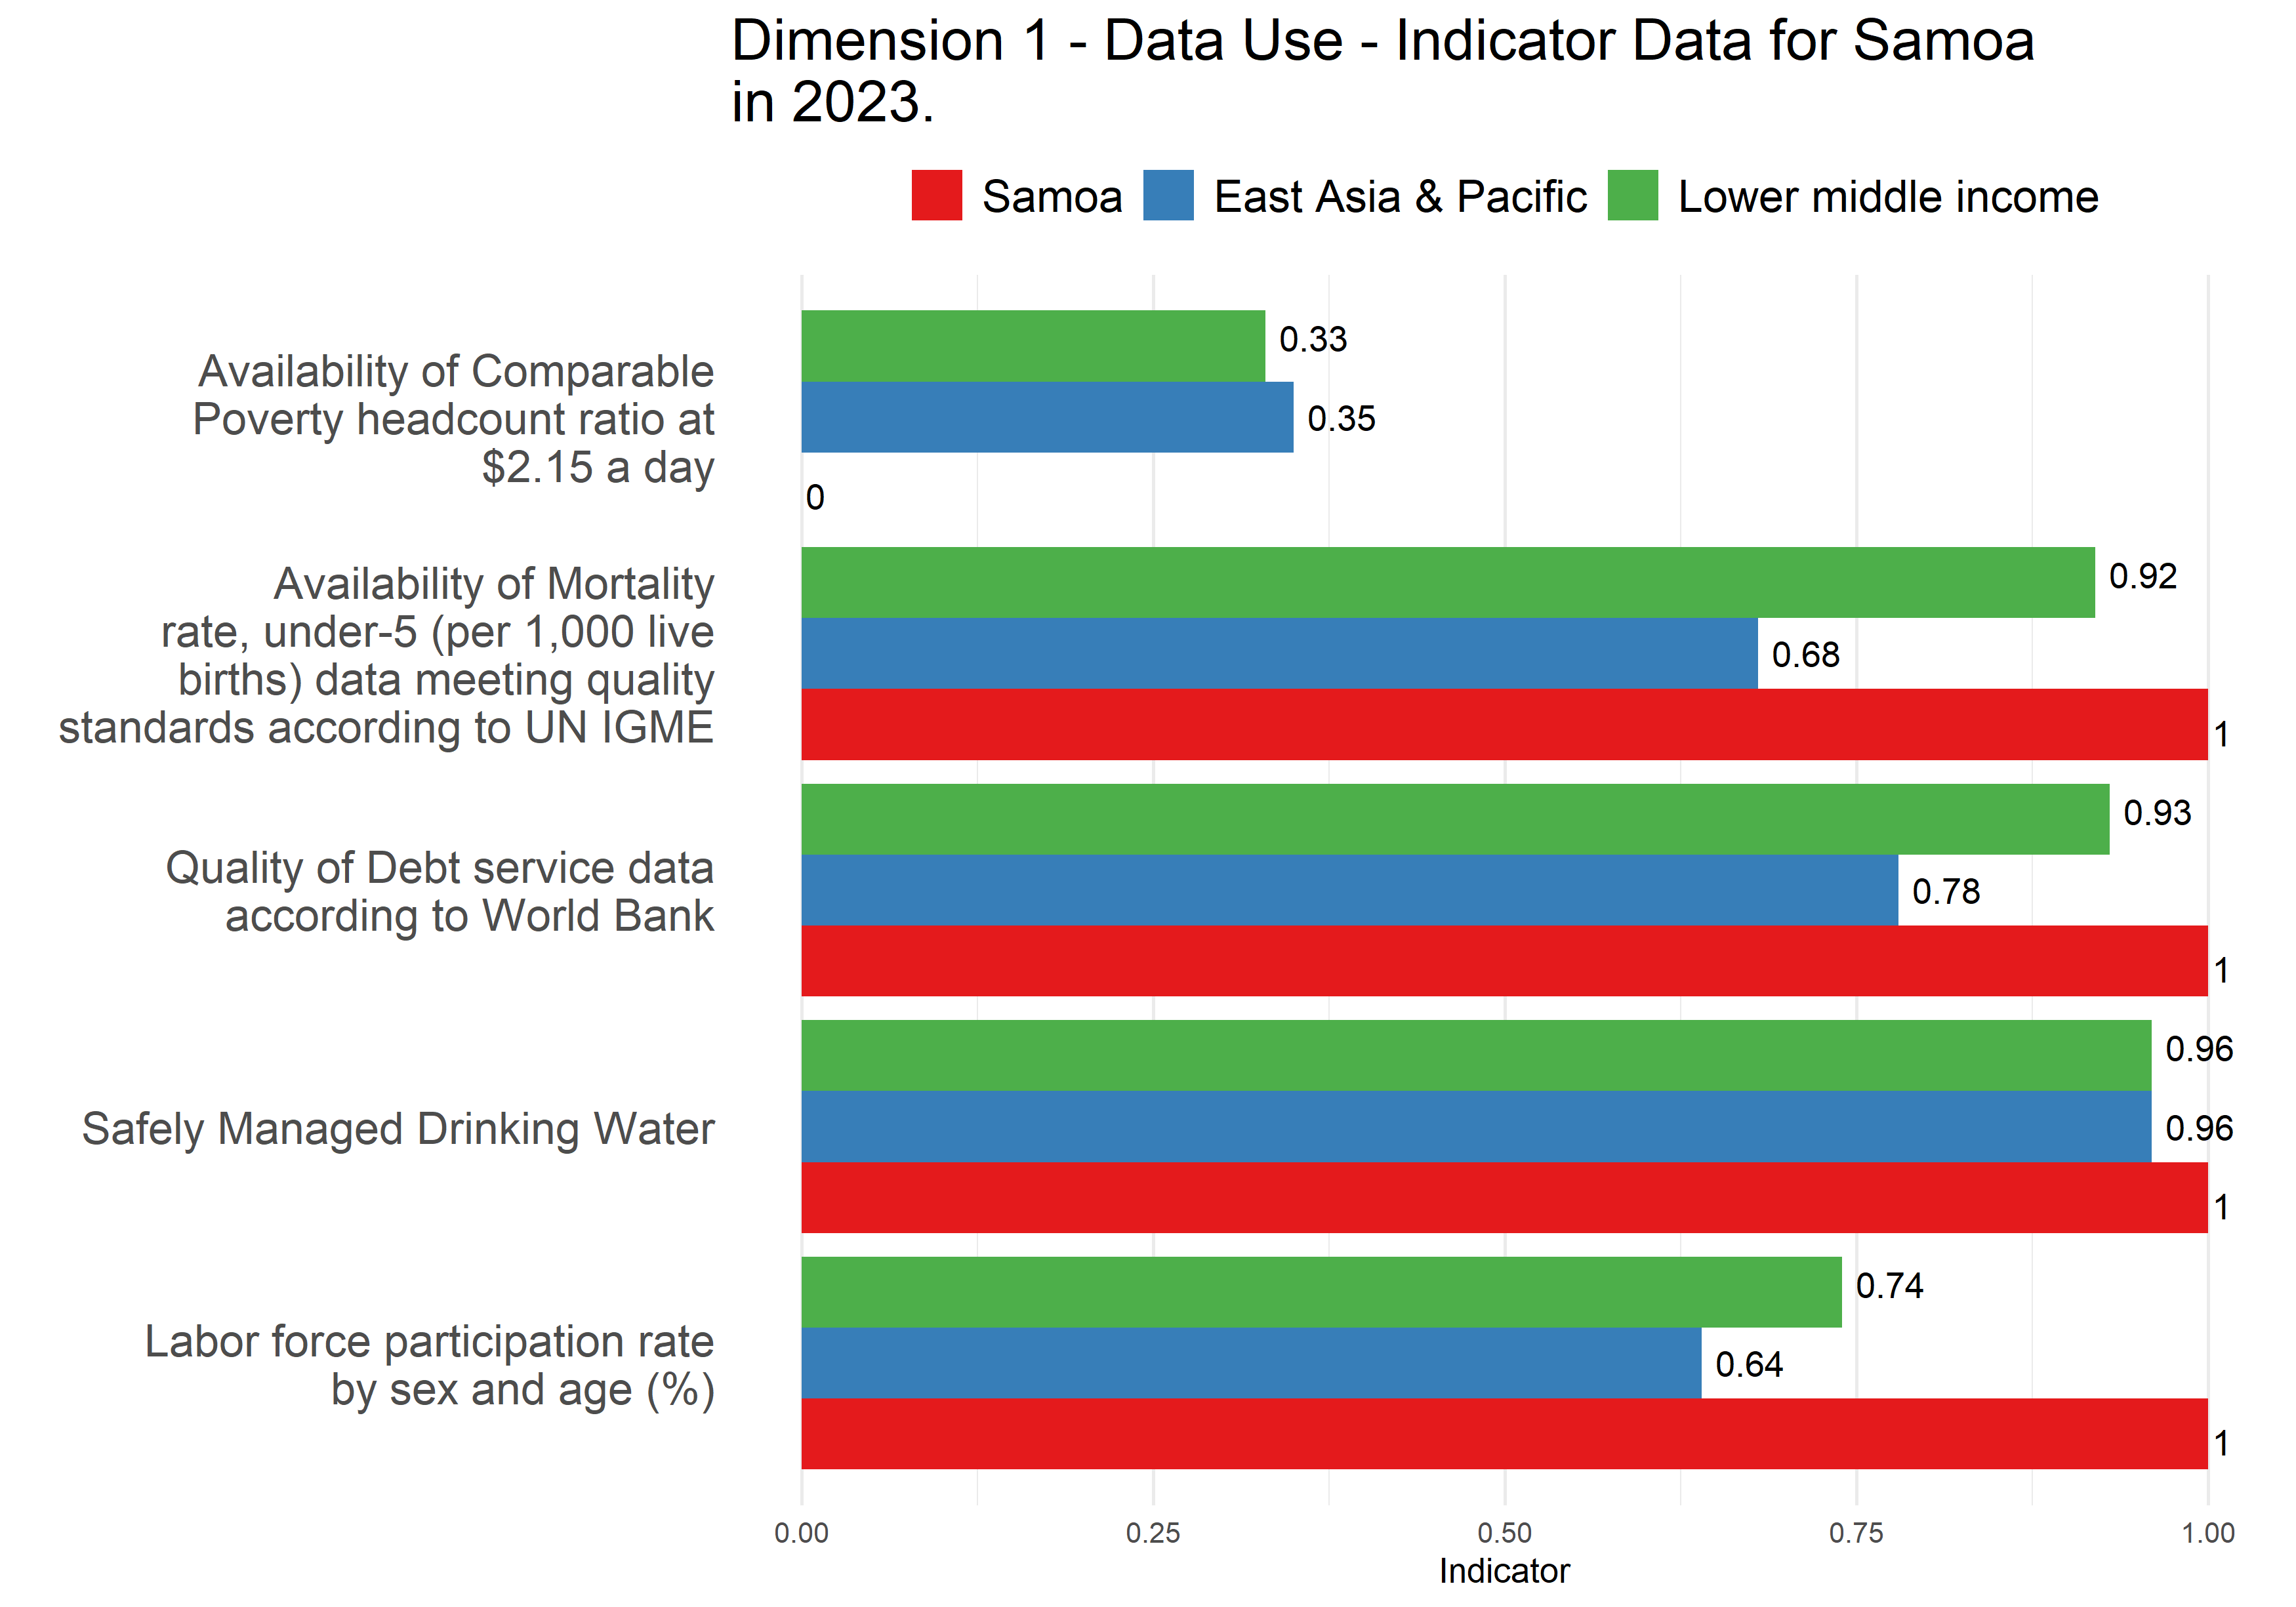 Dimension 1 - Data Use - Indicator Data for Samoa
in 2023.
Samoa
East Asia & Pacific
Lower middle income
Availability of Comparable
Poverty headcount ratio at
$2.15 a day
0.33
0.35
0
Availability of Mortality
rate, under-5 (per 1,000 live
births) data meeting quality
standards according to UN IGME
0.92
0.68
1
Quality of Debt service data
according to World Bank
0.93
0.78
1
Safely Managed Drinking Water
0.96
0.96
1
Labor force participation rate
by sex and age (%)
0.74
0.64
1
0.00
0.25
0.50
0.75
1.00
Indicator